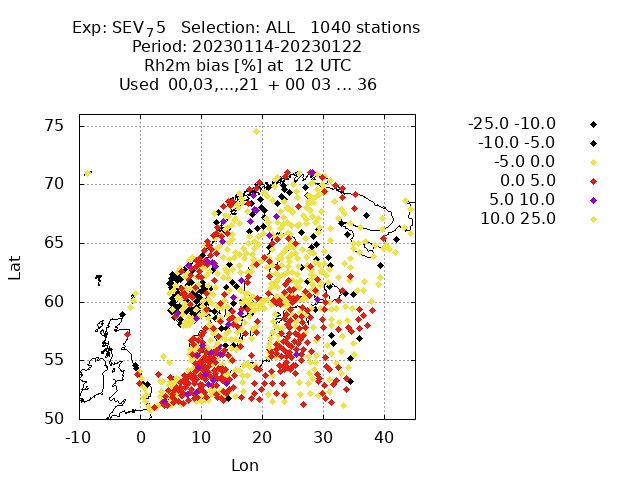 Exp: SEV₇5 Selection: ALL 1040 stations
Period: 20230114-20230122
Rh2m bias [%] at 12 UTC
Used 00,03,...,21 + 00 03 ... 36
-25.0 -10.0
-10.0 -5.0
-5.0 0.0
0.0 5.0
5.0 10.0
10.0 25.0
75
70
65
60
55
50
Lat
-10 0 10 20 30 40
Lon